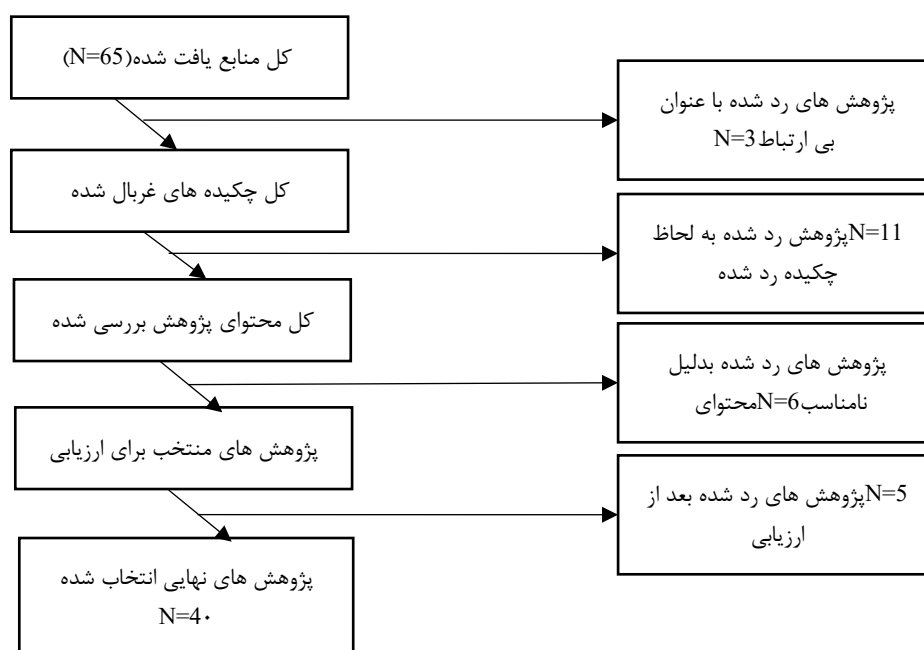 کل منابع یافت شده(N=65)
پژوهش های رد شده با عنوان
بی ارتباطN=3
کل چکیده های غربال شده
N=11پژوهش رد شده به لحاظ
چکیده رد شده
کل محتوای پژوهش بررسی شده
پژوهش های رد شده بدلیل
نامناسبN=6محتوای
پژوهش های منتخب برای ارزیابی
N=5پژوهش های رد شده بعد از
ارزیابی
پژوهش های نهایی انتخاب شده
N=4۰